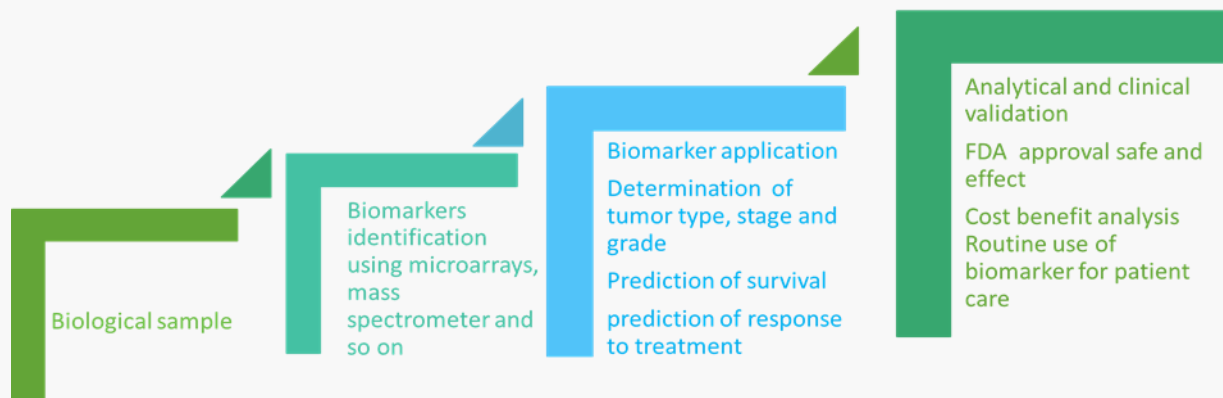 Biological sample
Biomarkers
identification
using microarrays,
mass
spectrometer and
so on
Biomarker application
Determination of
tumor type, stage and
grade
Prediction of survival
prediction of response
to treatment
Analytical and clinical
validation
FDA approval safe and
effect
Cost benefit analysis
Routine use of
biomarker for patient
care